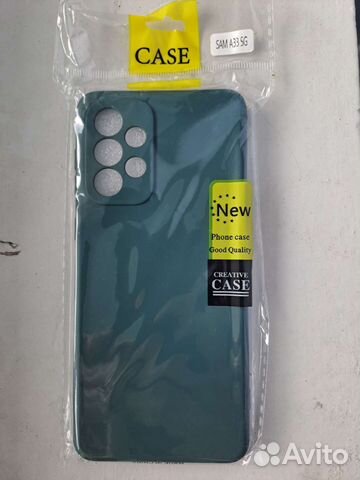 CASE
SAM A33 5G
New
Phone case
Good Quality
CREATIVE
CASE
Avito